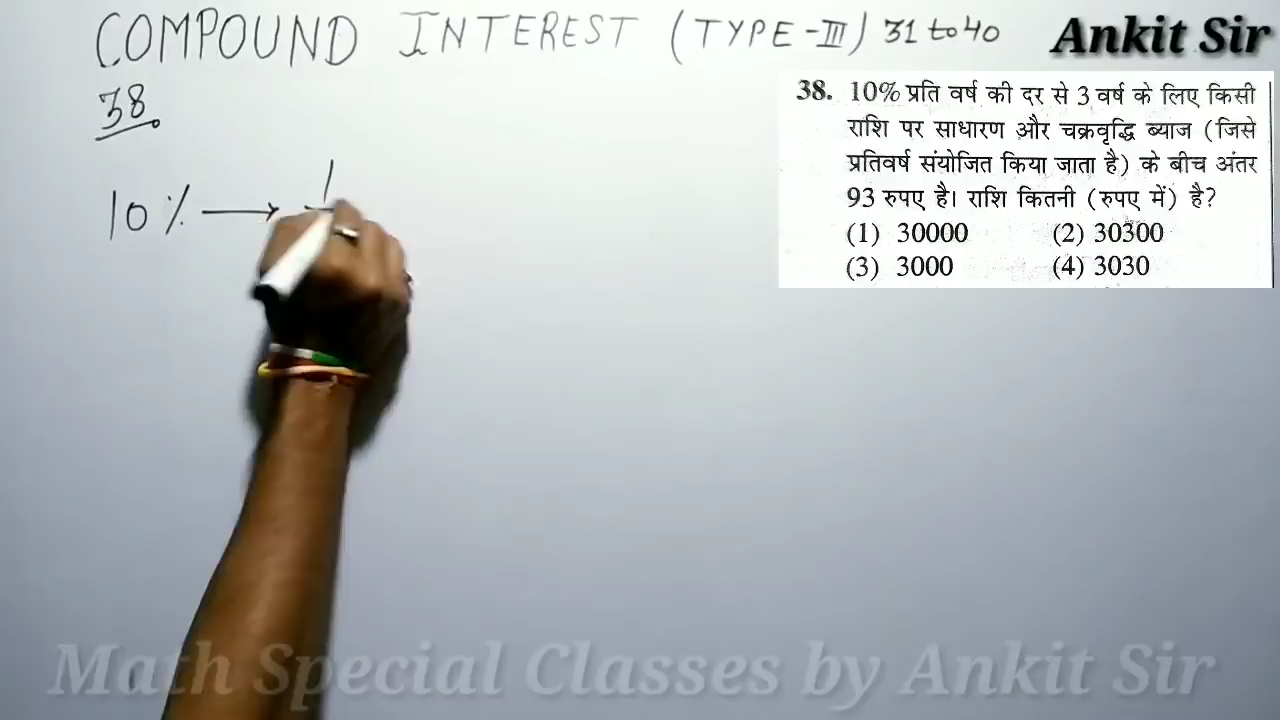 COMPOUND INTEREST (TYPE-III) 31 to 40
Ankit Sir
38.
10% → 1
38. 10% प्रति वर्ष की दर से 3 वर्ष के लिए किसी
राशि पर साधारण और चक्रवृद्धि ब्याज (जिसे
प्रतिवर्ष संयोजित किया जाता है) के बीच अंतर
93 रुपए है। राशि कितनी (रुपए में) है?
(1) 30000 (2) 30300
(3) 3000 (4) 3030
Math Special Classes by Ankit Sir